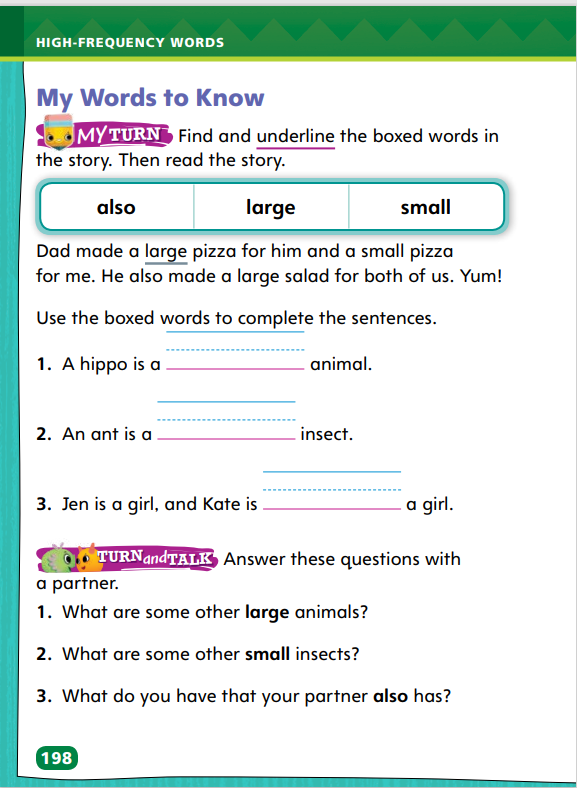 HIGH-FREQUENCY WORDS
My Words to Know
MY TURN Find and underline the boxed words in
the story. Then read the story.
also large small
Dad made a large pizza for him and a small pizza
for me. He also made a large salad for both of us. Yum!
Use the boxed words to complete the sentences.
1. A hippo is a animal.
2. An ant is a insect.
3. Jen is a girl, and Kate is a girl.
TURN and TALK Answer these questions with
a partner.
1. What are some other large animals?
2. What are some other small insects?
3. What do you have that your partner also has?
198